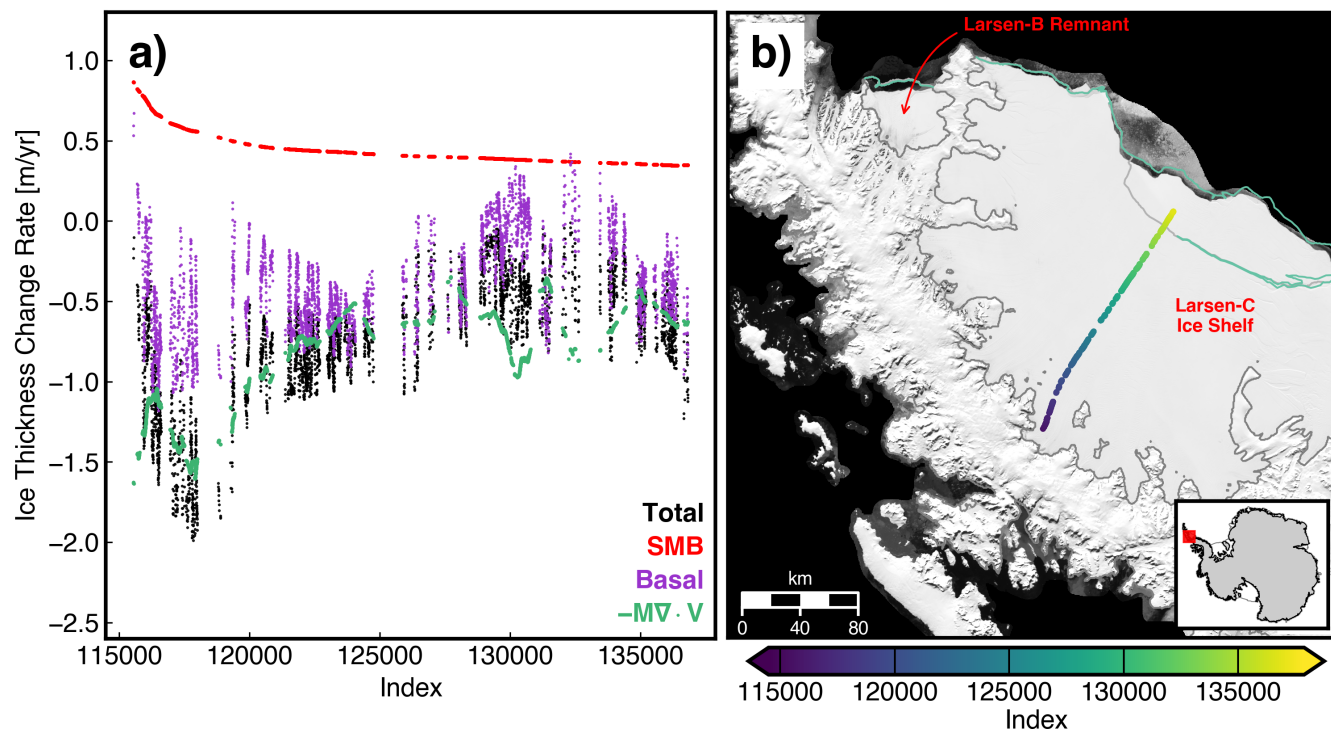 a)
Ice Thickness Change Rate [m/yr]
1.0
0.5
0.0
−0.5
−1.0
−1.5
−2.0
−2.5
Total
SMB
Basal
−M∇ · V
115000 120000 125000 130000 135000
Index
b)
Larsen-B Remnant
Larsen-C
Ice Shelf
km
0 40 80
115000 120000 125000 130000 135000
Index